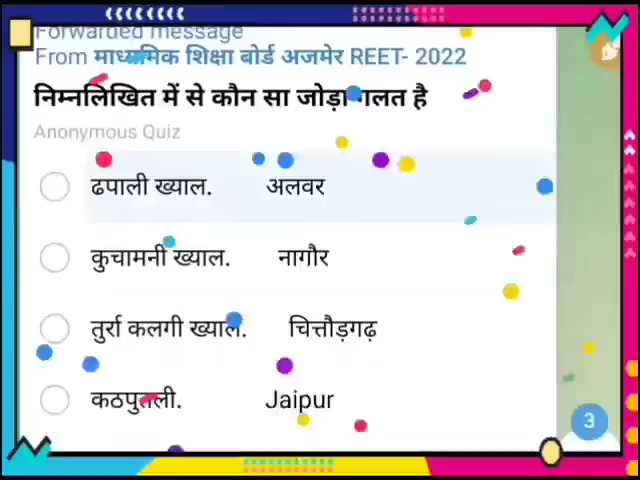 Forwarded message
From माध्यमिक शिक्षा बोर्ड अजमेर REET- 2022
निम्नलिखित में से कौन सा जोड़ा गलत है
Anonymous Quiz
ढपाली ख्याल. अलवर
कुचामनी ख्याल. नागौर
तुर्रा कलगी ख्याल. चित्तौड़गढ़
कठपुतली. Jaipur
3